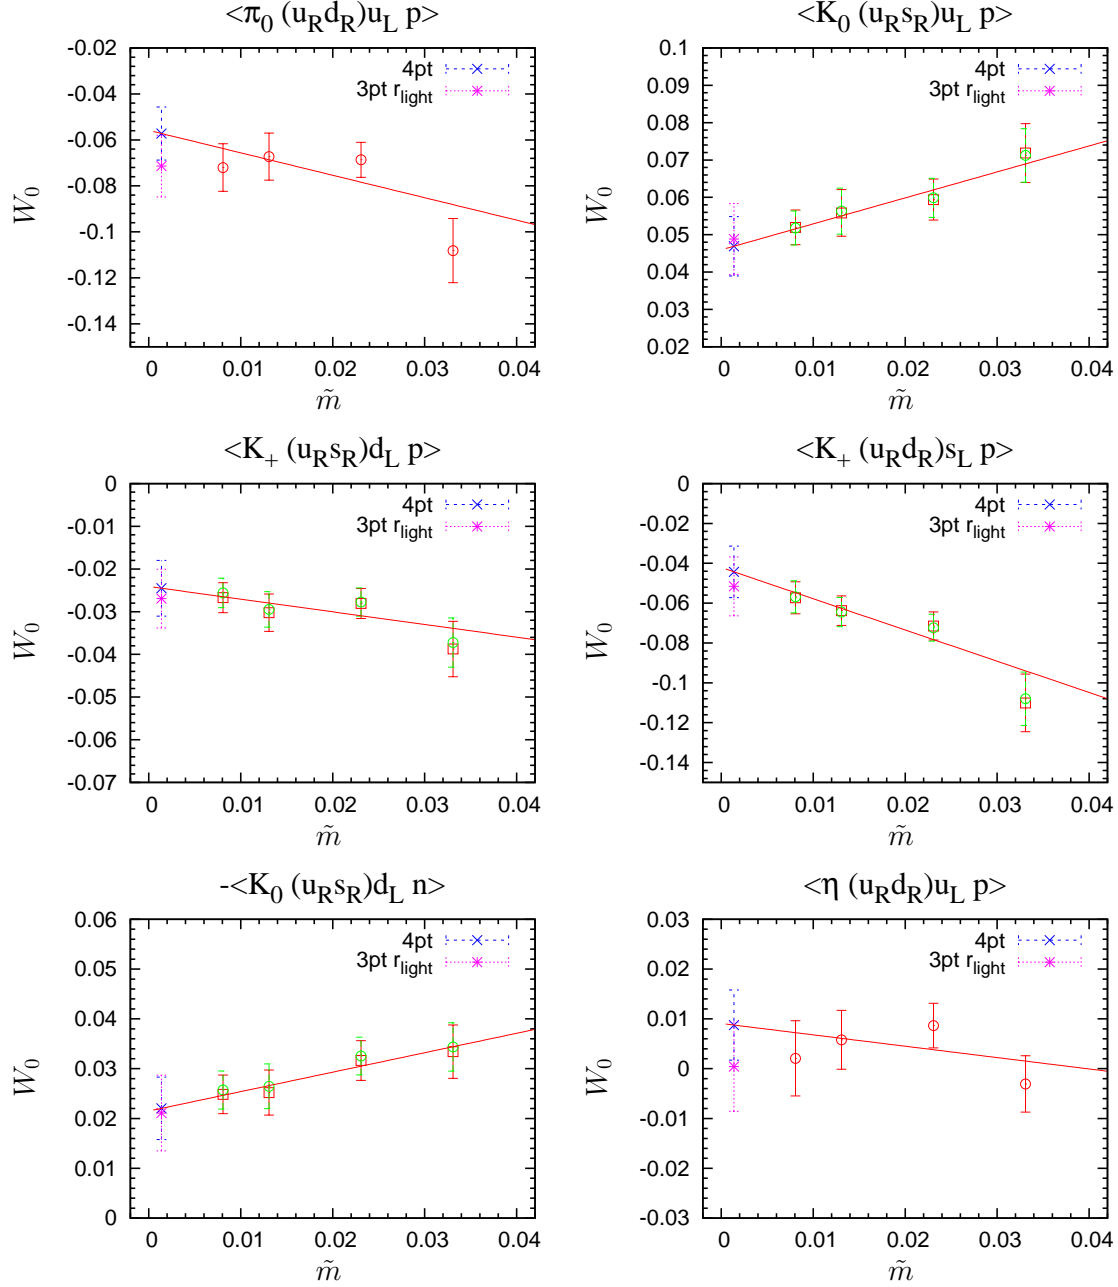 <π0 (uRdR)uL p>
-0.02
-0.04
-0.06
-0.08
-0.1
-0.12
-0.14
W0
4pt
3pt rlight
0 0.01 0.02 0.03 0.04
m̃
<K0 (uRsR)uL p>
0.1
0.09
0.08
0.07
0.06
0.05
0.04
0.03
0.02
W0
4pt
3pt rlight
0 0.01 0.02 0.03 0.04
m̃
<K+ (uRsR)dL p>
0
-0.01
-0.02
-0.03
-0.04
-0.05
-0.06
-0.07
W0
4pt
3pt rlight
0 0.01 0.02 0.03 0.04
m̃
<K+ (uRdR)sL p>
0
-0.02
-0.04
-0.06
-0.08
-0.1
-0.12
-0.14
W0
4pt
3pt rlight
0 0.01 0.02 0.03 0.04
m̃
-<K0 (uRsR)dL n>
0.06
0.05
0.04
0.03
0.02
0.01
0
W0
4pt
3pt rlight
0 0.01 0.02 0.03 0.04
m̃
<η (uRdR)uL p>
0.03
0.02
0.01
0
-0.01
-0.02
-0.03
W0
4pt
3pt rlight
0 0.01 0.02 0.03 0.04
m̃